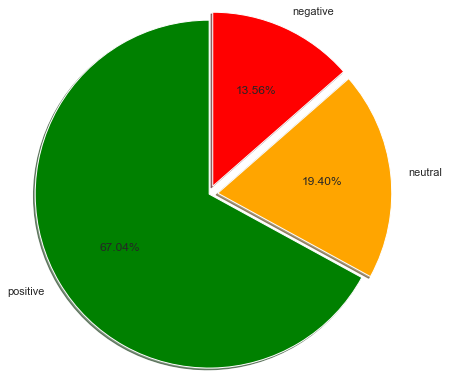 negative
13.56%
19.40%
neutral
67.04%
positive